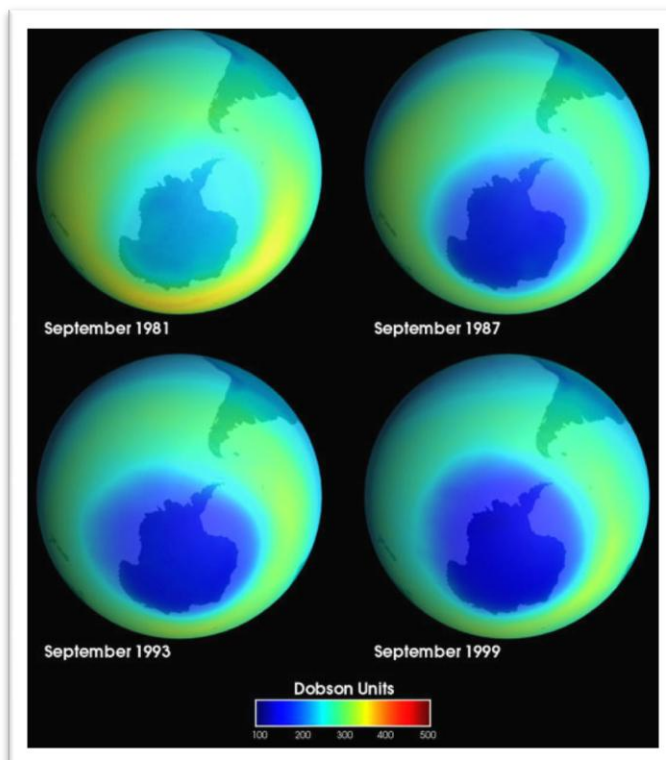 September 1981
September 1987
September 1993
September 1999
Dobson Units
100 200 300 400 500